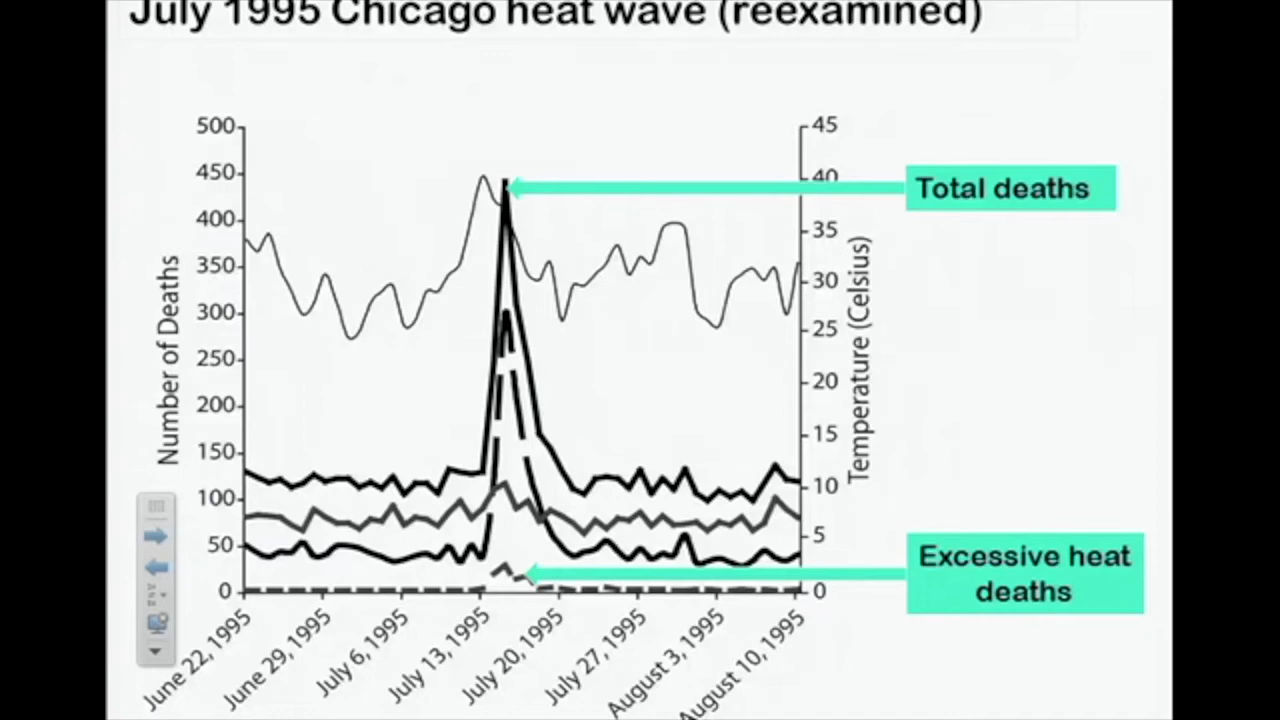 July 1995 Chicago heat wave (reexamined)
500
450
400
350
300
250
200
150
100
50
0
Number of Deaths
45
40
35
30
25
20
15
10
5
0
Temperature (Celsius)
Total deaths
Excessive heat
deaths
June 22, 1995
June 29, 1995
July 6, 1995
July 13, 1995
July 20, 1995
July 27, 1995
August 3, 1995
August 10, 1995